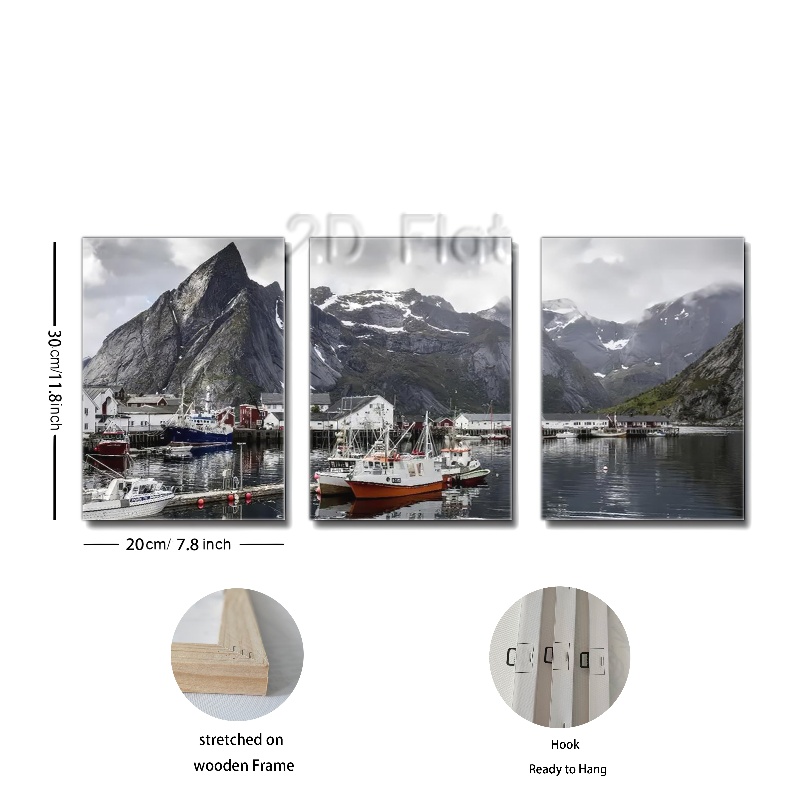 2D Flat
30cm/11.8inch
20cm/ 7.8 inch
stretched on
wooden Frame
Hook
Ready to Hang